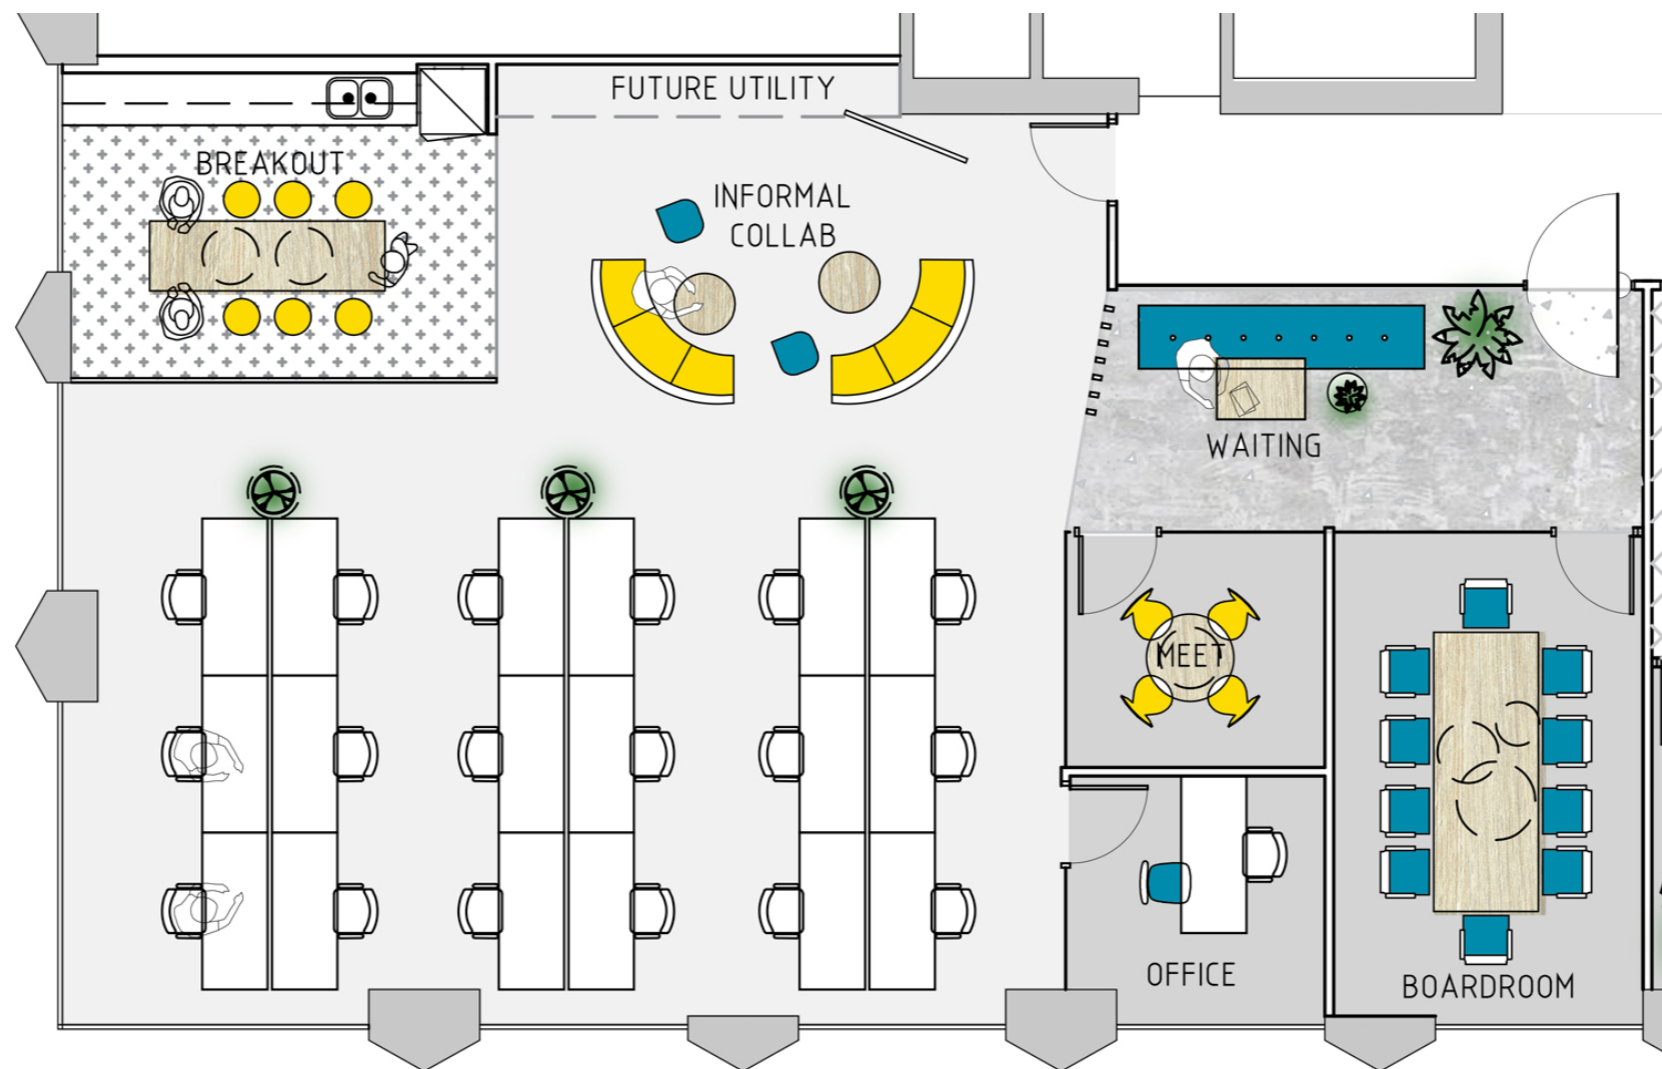 FUTURE UTILITY
BREAKOUT
INFORMAL
COLLAB
WAITING
MEET
OFFICE
BOARDROOM